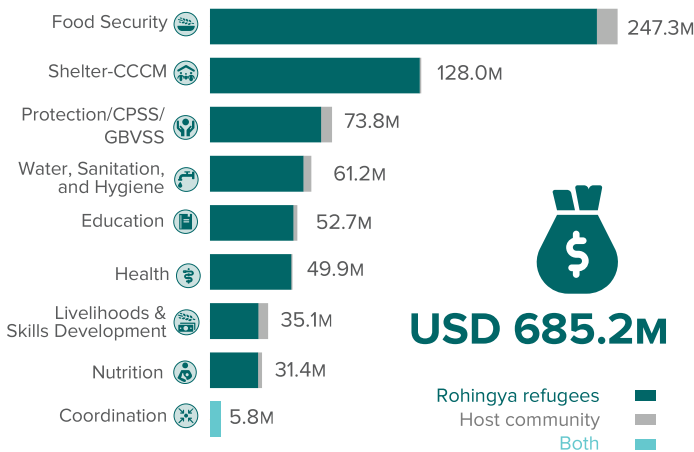 Food Security
247.3M
Shelter-CCCM
128.0M
Protection/CPSS/
GBVSS
73.8M
Water, Sanitation,
and Hygiene
61.2M
Education
52.7M
Health
49.9M
Livelihoods &
Skills Development
35.1M
Nutrition
31.4M
Coordination
5.8M
$
USD 685.2M
Rohingya refugees
Host community
Both